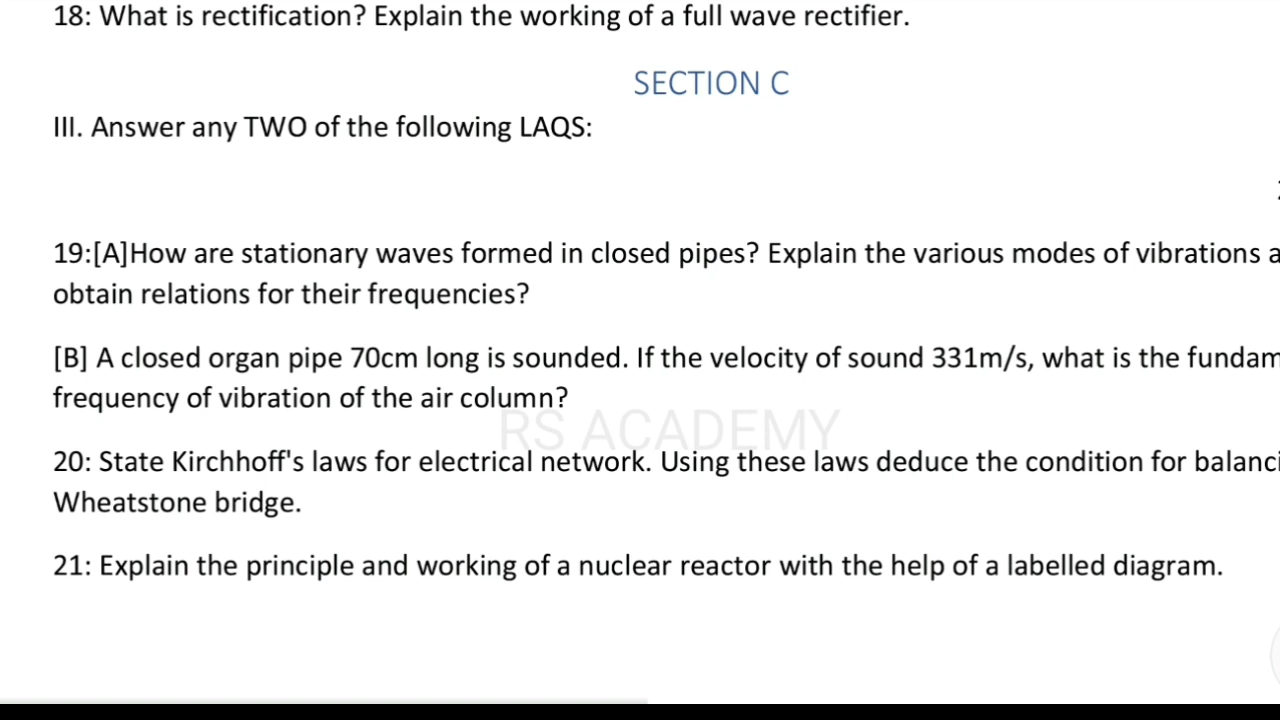 18: What is rectification? Explain the working of a full wave rectifier.
SECTION C
III. Answer any TWO of the following LAQS:
19:[A]How are stationary waves formed in closed pipes? Explain the various modes of vibrations a
obtain relations for their frequencies?
[B] A closed organ pipe 70cm long is sounded. If the velocity of sound 331m/s, what is the fundam
frequency of vibration of the air column?
RS ACADEMY
20: State Kirchhoff's laws for electrical network. Using these laws deduce the condition for balanci
Wheatstone bridge.
21: Explain the principle and working of a nuclear reactor with the help of a labelled diagram.